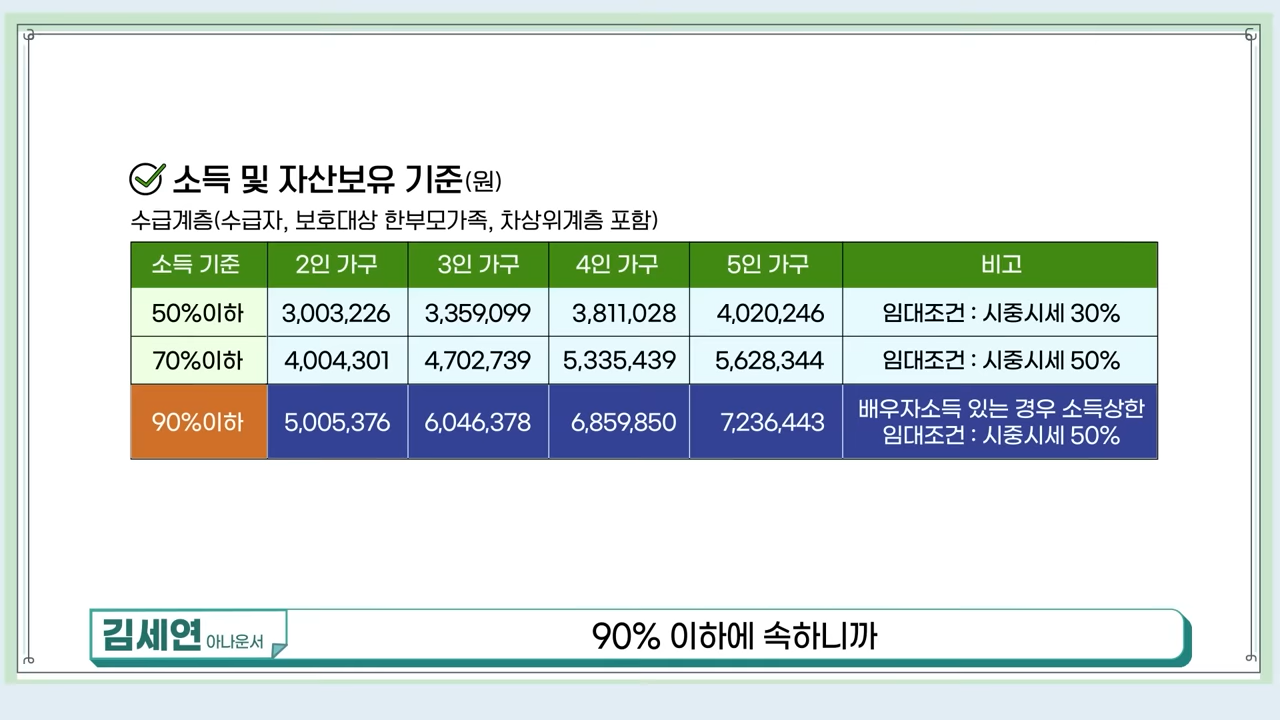 소득 및 자산보유 기준(원)
수급계층(수급자, 보호대상 한부모가족, 차상위계층 포함)
소득 기준 2인 가구 3인 가구 4인 가구 5인 가구 비고
50%이하 3,003,226 3,359,099 3,811,028 4,020,246 임대조건 : 시중시세 30%
70%이하 4,004,301 4,702,739 5,335,439 5,628,344 임대조건 : 시중시세 50%
90%이하 5,005,376 6,046,378 6,859,850 7,236,443 배우자소득 있는 경우 소득상한
임대조건 : 시중시세 50%
김세연 아나운서 90% 이하에 속하니까